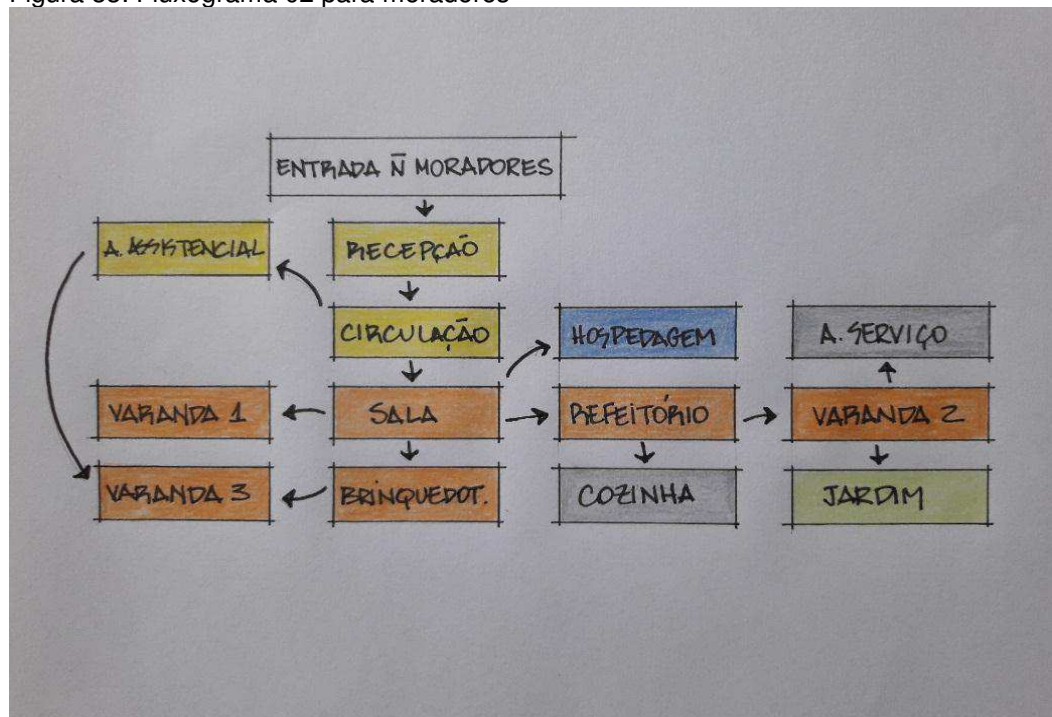 Figura 33: Fluxograma 02 para moradores
ENTRADA N̄ MORADORES
A. ASSISTENCIAL
RECEPÇÃO
CIRCULAÇÃO
HOSPEDAGEM
A. SERVIÇO
VARANDA 1
SALA
REFEITÓRIO
VARANDA 2
VARANDA 3
BRINQUEDOT.
COZINHA
JARDIM